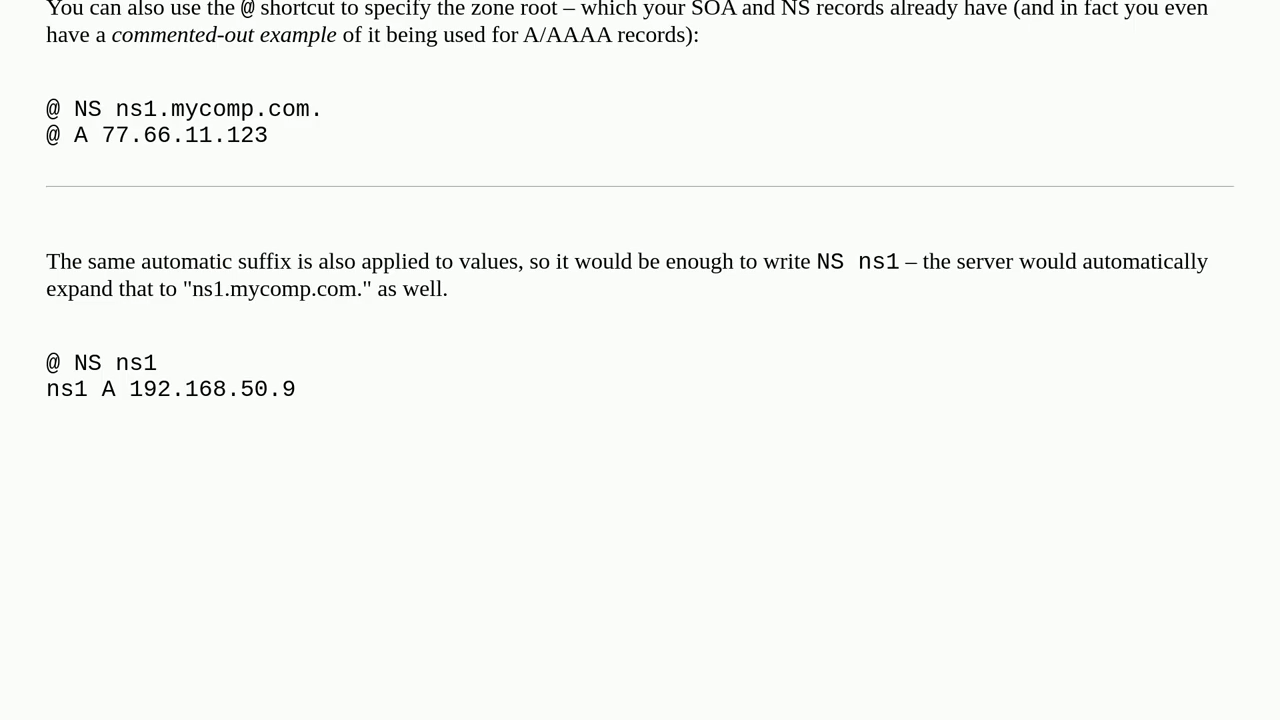 You can also use the @ shortcut to specify the zone root – which your SOA and NS records already have (and in fact you even
have a commented-out example of it being used for A/AAAA records):
@ NS ns1.mycomp.com.
@ A 77.66.11.123
The same automatic suffix is also applied to values, so it would be enough to write NS ns1 – the server would automatically
expand that to "ns1.mycomp.com." as well.
@ NS ns1
ns1 A 192.168.50.9